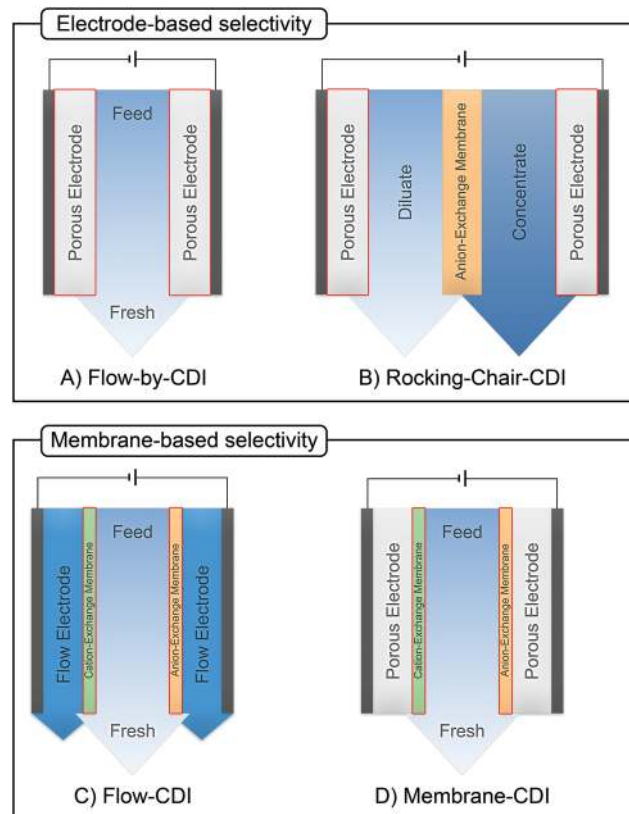 Electrode-based selectivity
Porous Electrode
Feed
Fresh
Porous Electrode
A) Flow-by-CDI
Porous Electrode
Diluate
Anion-Exchange Membrane
Concentrate
Porous Electrode
B) Rocking-Chair-CDI
Membrane-based selectivity
Flow Electrode
Cation-Exchange Membrane
Feed
Fresh
Anion-Exchange Membrane
Flow Electrode
C) Flow-CDI
Porous Electrode
Cation-Exchange Membrane
Feed
Fresh
Anion-Exchange Membrane
Porous Electrode
D) Membrane-CDI